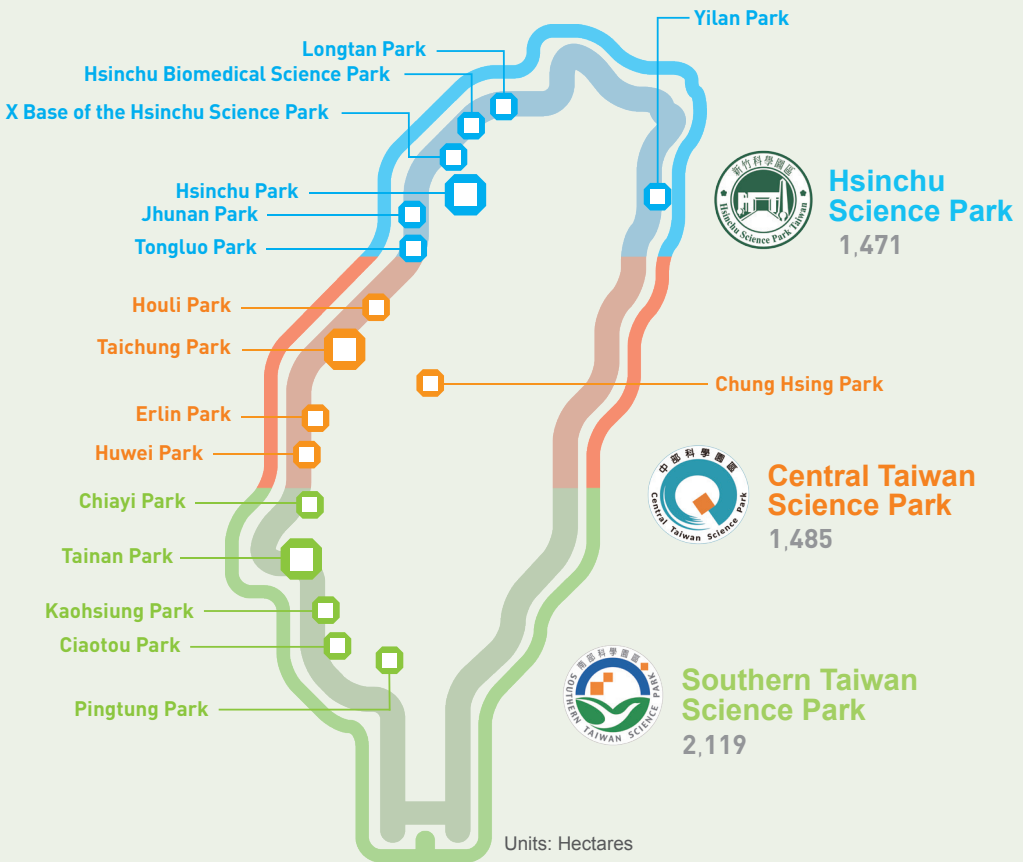 Yilan Park
Longtan Park
Hsinchu Biomedical Science Park
X Base of the Hsinchu Science Park
Hsinchu Park
Jhunan Park
Tongluo Park
新竹科學園區
Hsinchu Science Park Taiwan
Hsinchu
Science Park
1,471
Houli Park
Taichung Park
Chung Hsing Park
Erlin Park
Huwei Park
中部科學園區
Central Taiwan Science Park
Central Taiwan
Science Park
1,485
Chiayi Park
Tainan Park
Kaohsiung Park
Ciaotou Park
Pingtung Park
南部科學園區
SOUTHERN TAIWAN SCIENCE PARK
Southern Taiwan
Science Park
2,119
Units: Hectares